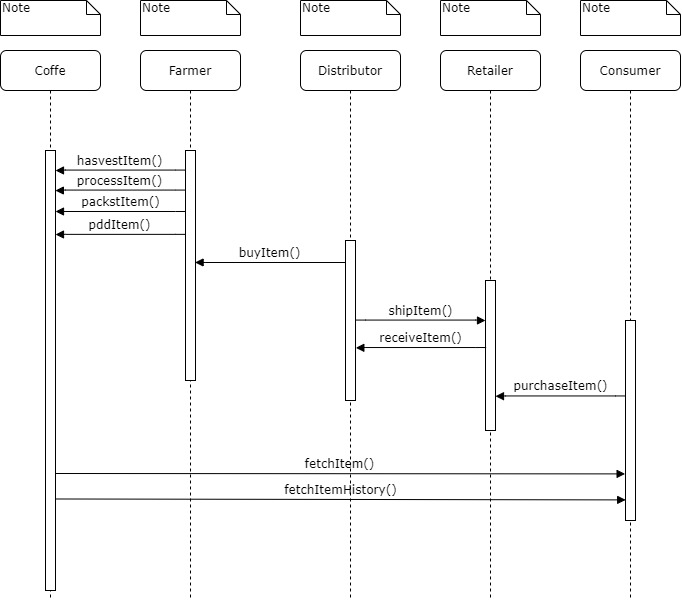 Note
Note
Note
Note
Note
Coffe
Farmer
Distributor
Retailer
Consumer
hasvestItem()
processItem()
packstItem()
pddItem()
buyItem()
shipItem()
receiveItem()
purchaseItem()
fetchItem()
fetchItemHistory()